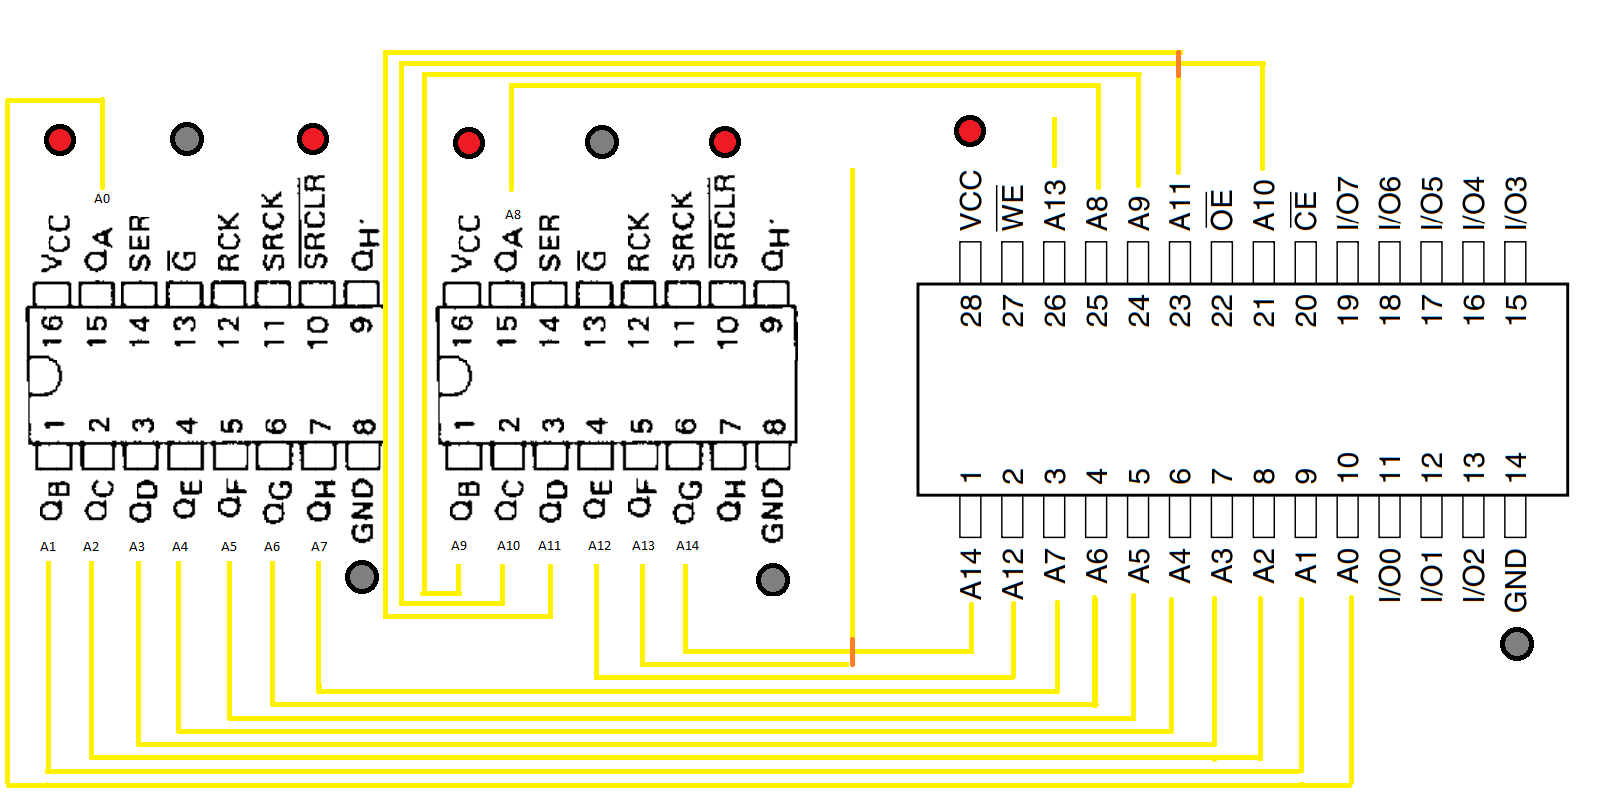 A0
VCC QA SER G RCK SRCK SRCLR QH'
16 15 14 13 12 11 10 9
1 2 3 4 5 6 7 8
QB QC QD QE QF QG QH GND
A1 A2 A3 A4 A5 A6 A7
A8
VCC QA SER G RCK SRCK SRCLR QH'
16 15 14 13 12 11 10 9
1 2 3 4 5 6 7 8
QB QC QD QE QF QG QH GND
A9 A10 A11 A12 A13 A14
VCC WE A13 A8 A9 A11 OE A10 CE I/O7 I/O6 I/O5 I/O4 I/O3
28 27 26 25 24 23 22 21 20 19 18 17 16 15
1 2 3 4 5 6 7 8 9 10 11 12 13 14
A14 A12 A7 A6 A5 A4 A3 A2 A1 A0 I/O0 I/O1 I/O2 GND